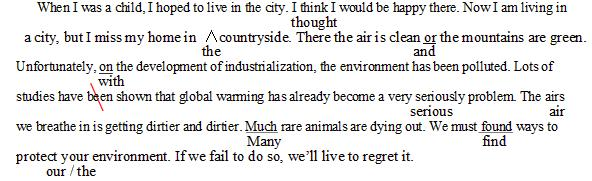 When I was a child, I hoped to live in the city. I think I would be happy there. Now I am living in
thought
a city, but I miss my home in ∧countryside. There the air is clean or the mountains are green.
the and
Unfortunately, on the development of industrialization, the environment has been polluted. Lots of
with
studies have been shown that global warming has already become a very seriously problem. The airs
serious air
we breathe in is getting dirtier and dirtier. Much rare animals are dying out. We must found ways to
Many find
protect your environment. If we fail to do so, we’ll live to regret it.
our / the